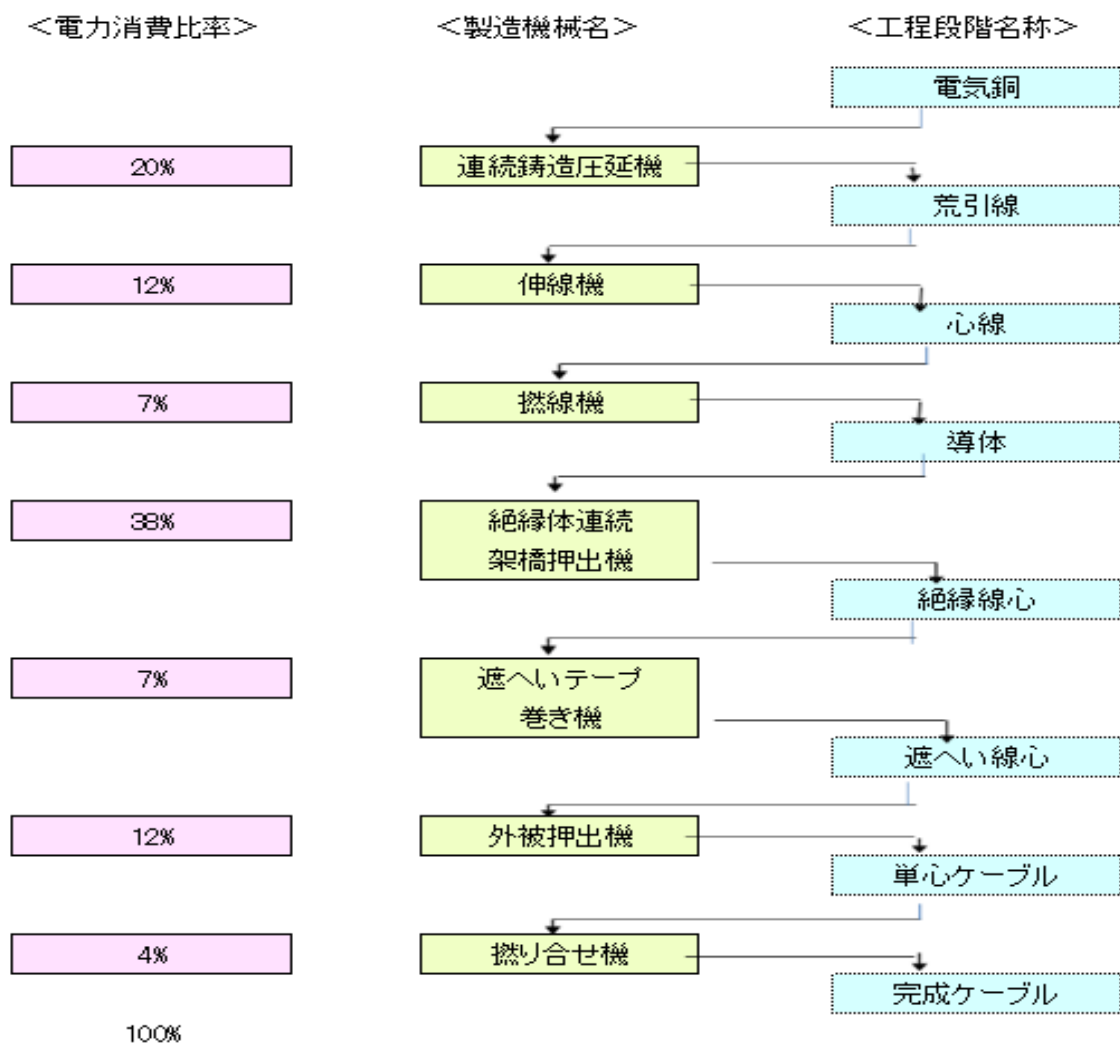 <電力消費比率> <製造機械名> <工程段階名称>
電気銅
20% 連続鋳造圧延機
荒引線
12% 伸線機
心線
7% 撚線機
導体
38% 絶縁体連続
架橋押出機
絶縁線心
7% 遮へいテープ
巻き機
遮へい線心
12% 外被押出機
単心ケーブル
4% 撚り合せ機
完成ケーブル
100%